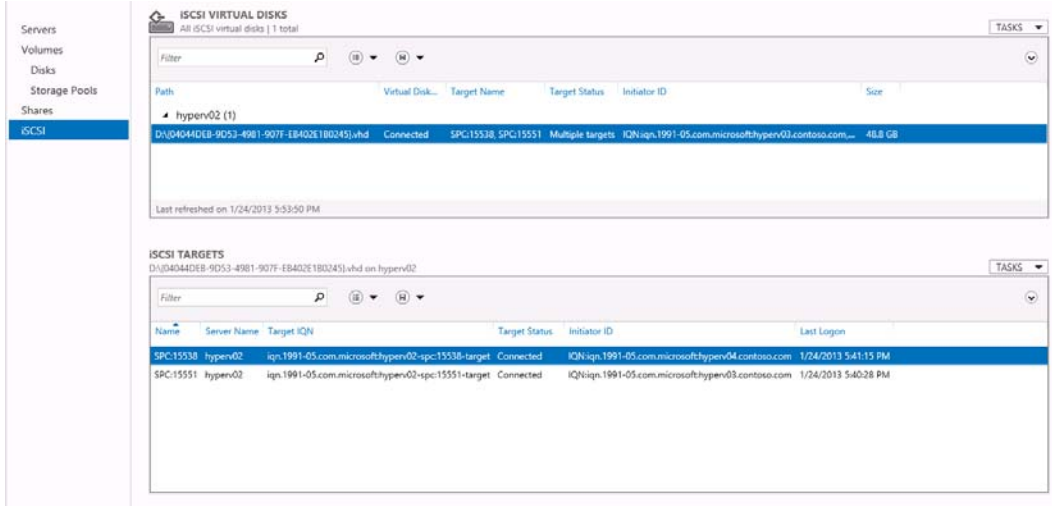 Servers
Volumes
Disks
Storage Pools
Shares
iSCSI
iSCSI VIRTUAL DISKS
All iSCSI virtual disks | 1 total
TASKS
Filter
Path Virtual Disk... Target Name Target Status Initiator ID Size
hyperv02 (1)
D:\{04044DEB-9D53-4981-907F-EB402E1B0245}.vhd Connected SPC:15538, SPC:15551 Multiple targets IQN:iqn.1991-05.com.microsoft:hyperv03.contoso.com,... 48.8 GB
Last refreshed on 1/24/2013 5:53:50 PM
iSCSI TARGETS
D:\{04044DEB-9D53-4981-907F-EB402E1B0245}.vhd on hyperv02
TASKS
Filter
Name Server Name Target IQN Target Status Initiator ID Last Logon
SPC:15538 hyperv02 iqn.1991-05.com.microsoft:hyperv02-spc:15538-target Connected IQN:iqn.1991-05.com.microsoft:hyperv04.contoso.com 1/24/2013 5:41:15 PM
SPC:15551 hyperv02 iqn.1991-05.com.microsoft:hyperv02-spc:15551-target Connected IQN:iqn.1991-05.com.microsoft:hyperv03.contoso.com 1/24/2013 5:40:28 PM